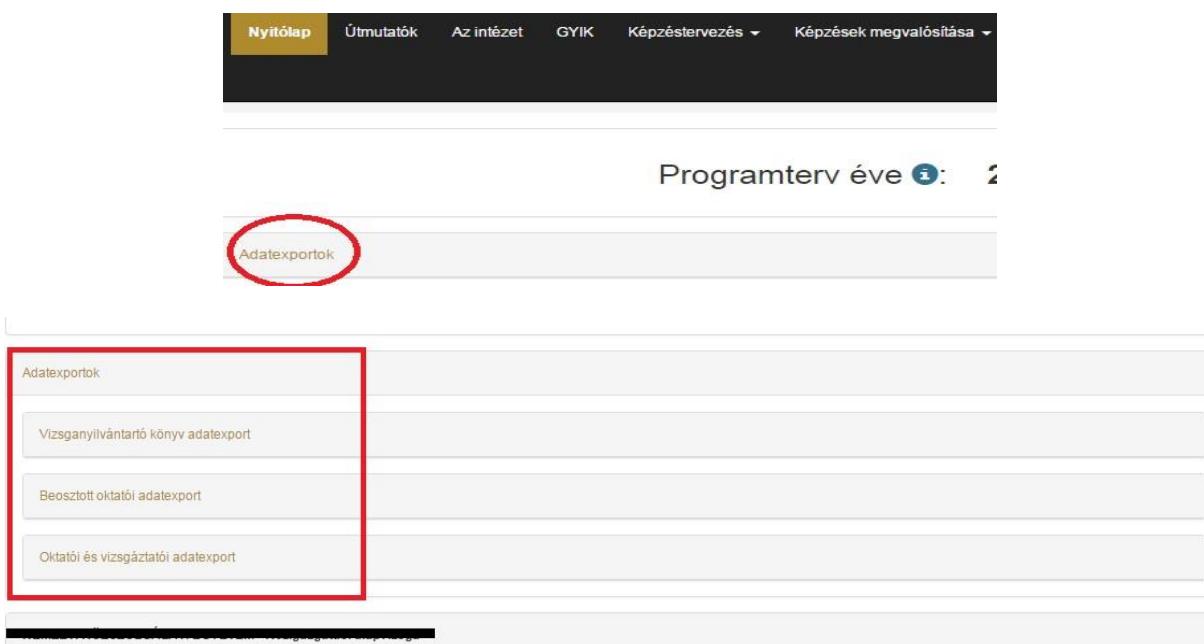 Nyitólap Útmutatók Az intézet GYIK Képzéstervezés Képzések megvalósítása
Programterv éve : 2
Adatexportok
Adatexportok
Vizsganyilvántartó könyv adatexport
Beosztott oktatói adatexport
Oktatói és vizsgáztatói adatexport